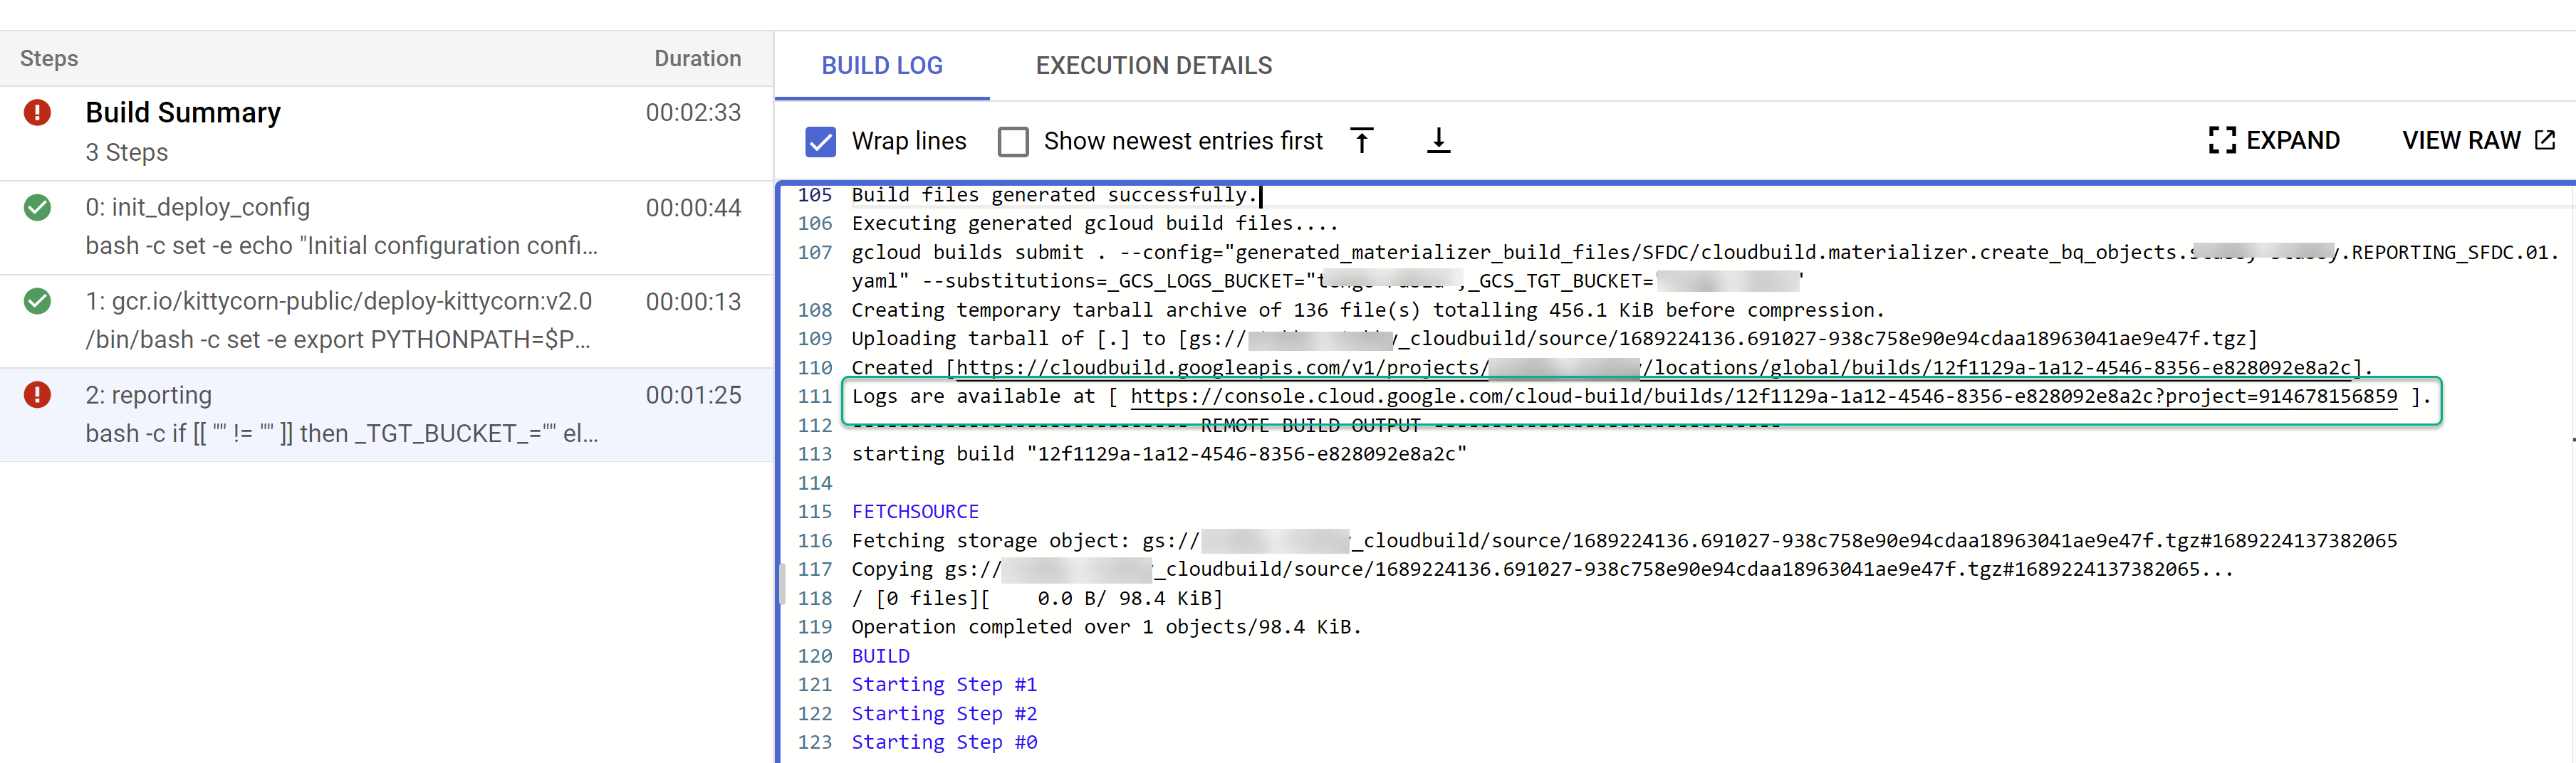 Steps Duration
Build Summary 00:02:33
3 Steps
0: init_deploy_config 00:00:44
bash -c set -e echo "Initial configuration confi...
1: gcr.io/kittycorn-public/deploy-kittycorn:v2.0 00:00:13
/bin/bash -c set -e export PYTHONPATH=$P...
2: reporting 00:01:25
bash -c if [[ "" != "" ]] then _TGT_BUCKET_="" el...
BUILD LOG EXECUTION DETAILS
Wrap lines Show newest entries first EXPAND VIEW RAW
105 Build files generated successfully.
106 Executing generated gcloud build files....
107 gcloud builds submit . --config="generated_materializer_build_files/SFDC/cloudbuild.materializer.create_bq_objects. .REPORTING_SFDC.01.
yaml" --substitutions=_GCS_LOGS_BUCKET=" ,_GCS_TGT_BUCKET=
108 Creating temporary tarball archive of 136 file(s) totalling 456.1 KiB before compression.
109 Uploading tarball of [.] to [gs:// _cloudbuild/source/1689224136.691027-938c758e90e94cdaa18963041ae9e47f.tgz]
110 Created [https://cloudbuild.googleapis.com/v1/projects/ /locations/global/builds/12f1129a-1a12-4546-8356-e828092e8a2c].
111 Logs are available at [ https://console.cloud.google.com/cloud-build/builds/12f1129a-1a12-4546-8356-e828092e8a2c?project=914678156859 ].
112 ----------------------------- REMOTE BUILD OUTPUT ------------------------------
113 starting build "12f1129a-1a12-4546-8356-e828092e8a2c"
114
115 FETCHSOURCE
116 Fetching storage object: gs:// _cloudbuild/source/1689224136.691027-938c758e90e94cdaa18963041ae9e47f.tgz#1689224137382065
117 Copying gs:// _cloudbuild/source/1689224136.691027-938c758e90e94cdaa18963041ae9e47f.tgz#1689224137382065...
118 / [0 files][    0.0 B/ 98.4 KiB]
119 Operation completed over 1 objects/98.4 KiB.
120 BUILD
121 Starting Step #1
122 Starting Step #2
123 Starting Step #0